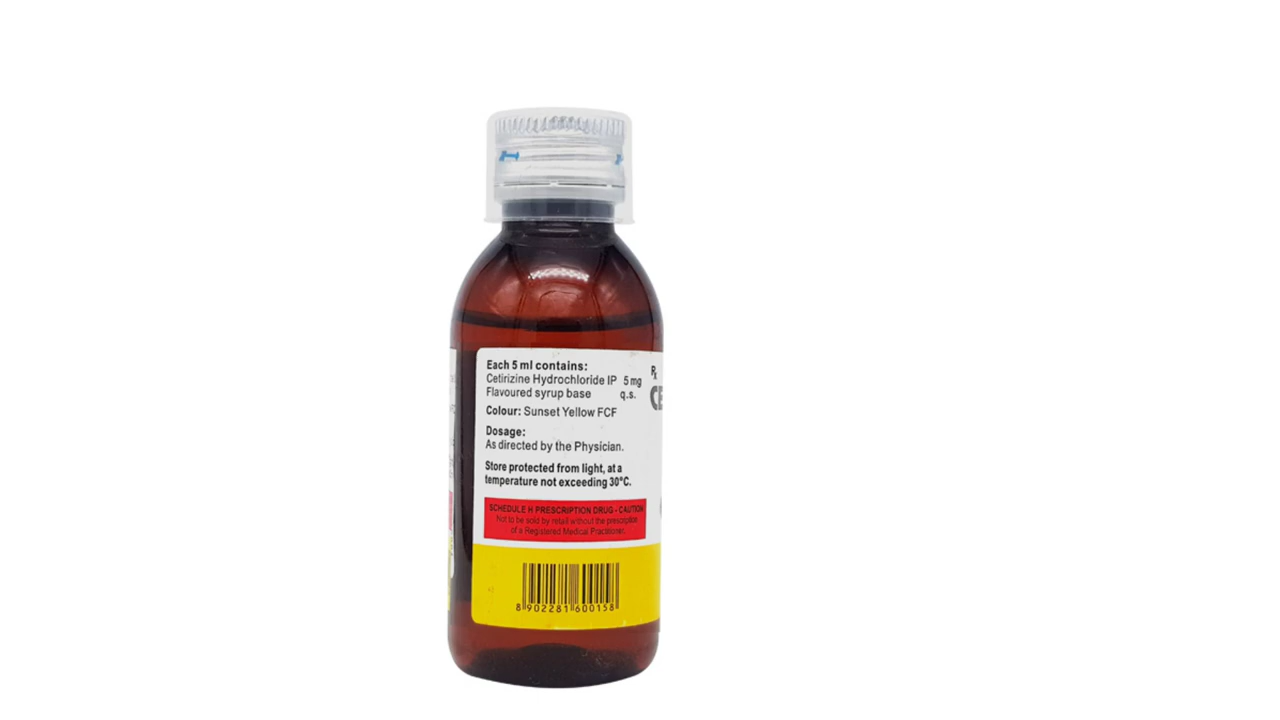 Each 5 ml contains:
Cetirizine Hydrochloride IP 5 mg
Flavoured syrup base q.s.
Colour: Sunset Yellow FCF
Dosage:
As directed by the Physician.
Store protected from light, at a
temperature not exceeding 30°C.
SCHEDULE H PRESCRIPTION DRUG - CAUTION
Not to be sold by retail without the prescription
of a Registered Medical Practitioner.
8 902281 600158
Rx
CE